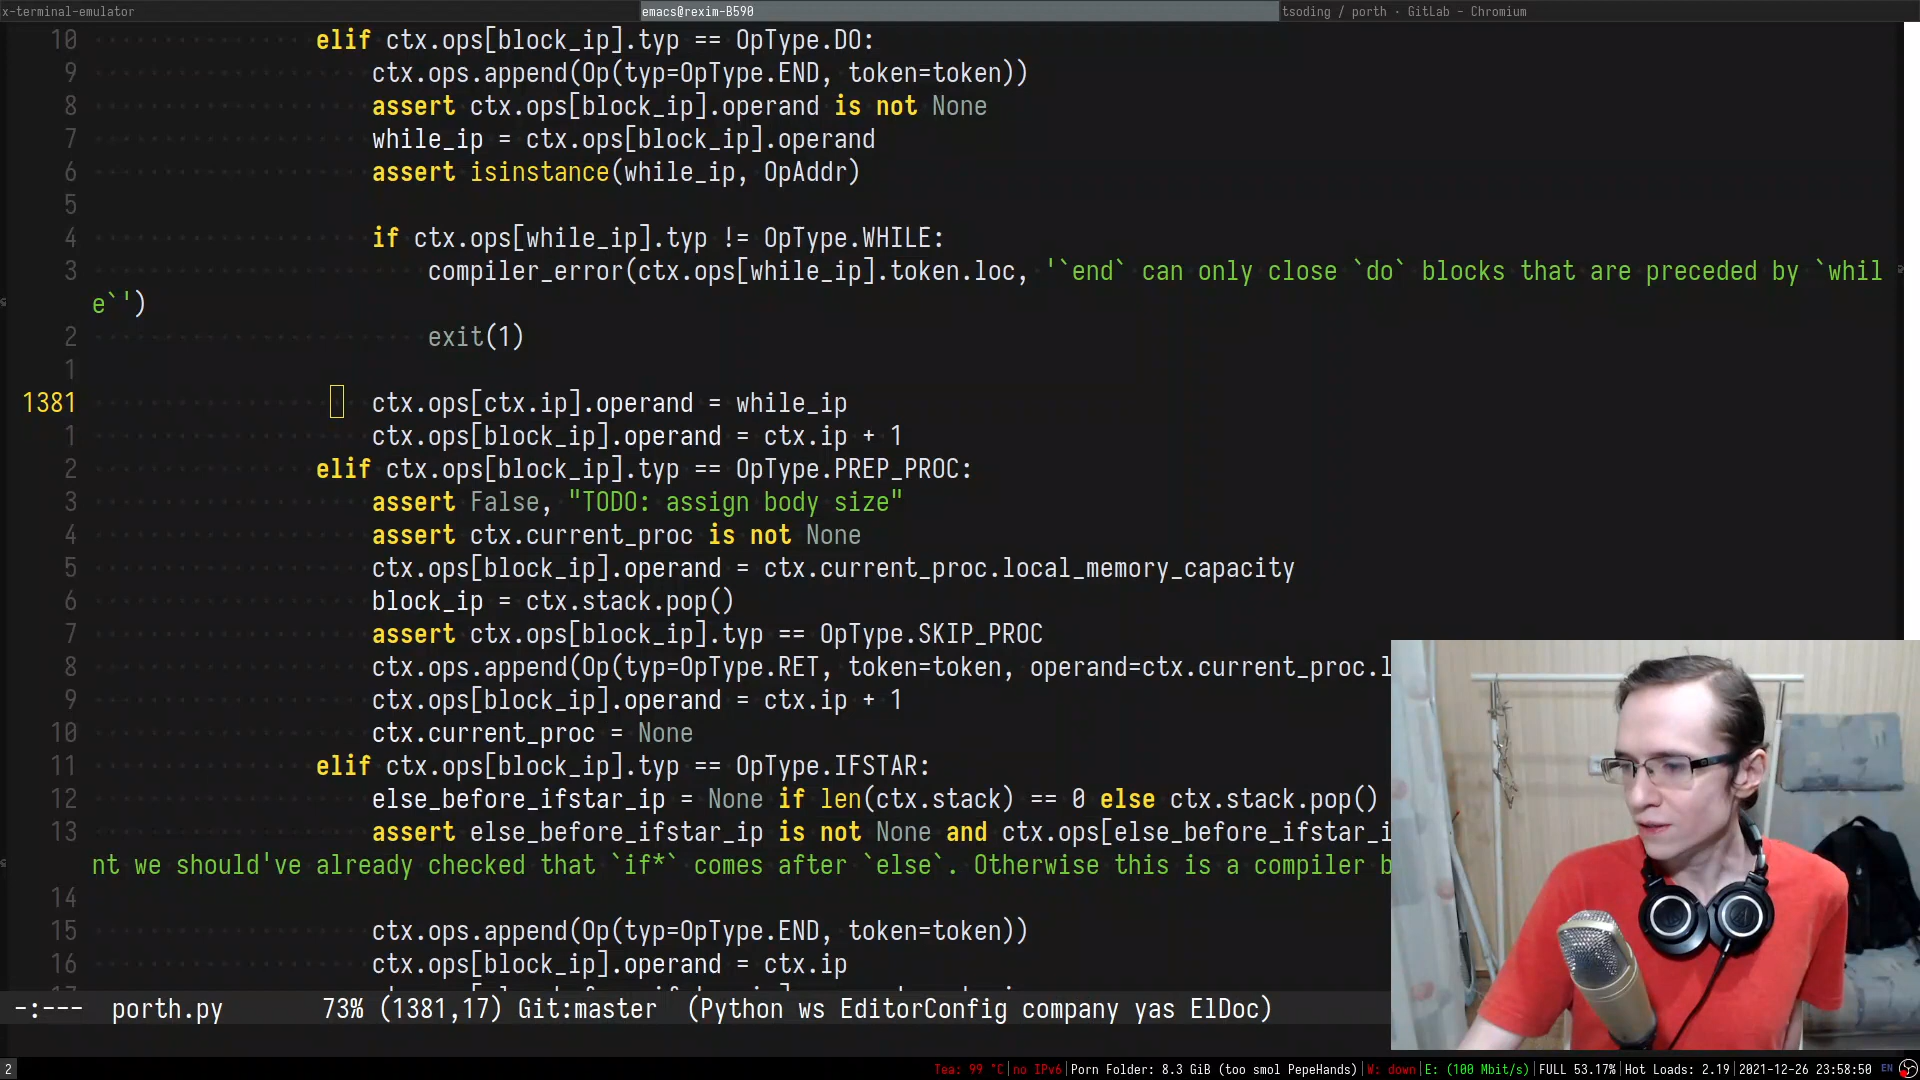 x-terminal-emulator emacs@rexim-B590 tsoding / porth · GitLab - Chromium
10 elif ctx.ops[block_ip].typ == OpType.DO:
9 ctx.ops.append(Op(typ=OpType.END, token=token))
8 assert ctx.ops[block_ip].operand is not None
7 while_ip = ctx.ops[block_ip].operand
6 assert isinstance(while_ip, OpAddr)
5
4 if ctx.ops[while_ip].typ != OpType.WHILE:
3 compiler_error(ctx.ops[while_ip].token.loc, '`end` can only close `do` blocks that are preceded by `whil
e`')
2 exit(1)
1
1381 ctx.ops[ctx.ip].operand = while_ip
1 ctx.ops[block_ip].operand = ctx.ip + 1
2 elif ctx.ops[block_ip].typ == OpType.PREP_PROC:
3 assert False, "TODO: assign body size"
4 assert ctx.current_proc is not None
5 ctx.ops[block_ip].operand = ctx.current_proc.local_memory_capacity
6 block_ip = ctx.stack.pop()
7 assert ctx.ops[block_ip].typ == OpType.SKIP_PROC
8 ctx.ops.append(Op(typ=OpType.RET, token=token, operand=ctx.current_proc.l
9 ctx.ops[block_ip].operand = ctx.ip + 1
10 ctx.current_proc = None
11 elif ctx.ops[block_ip].typ == OpType.IFSTAR:
12 else_before_ifstar_ip = None if len(ctx.stack) == 0 else ctx.stack.pop()
13 assert else_before_ifstar_ip is not None and ctx.ops[else_before_ifstar_i
nt we should've already checked that `if*` comes after `else`. Otherwise this is a compiler b
14
15 ctx.ops.append(Op(typ=OpType.END, token=token))
16 ctx.ops[block_ip].operand = ctx.ip
-:--- porth.py 73% (1381,17) Git:master (Python ws EditorConfig company yas ElDoc)
2 Tea: 99 °C|no IPv6|Porn Folder: 8.3 GiB (too smol PepeHands)|W: down|E: (100 Mbit/s)|FULL 53.17%|Hot Loads: 2.19|2021-12-26 23:58:50 EN